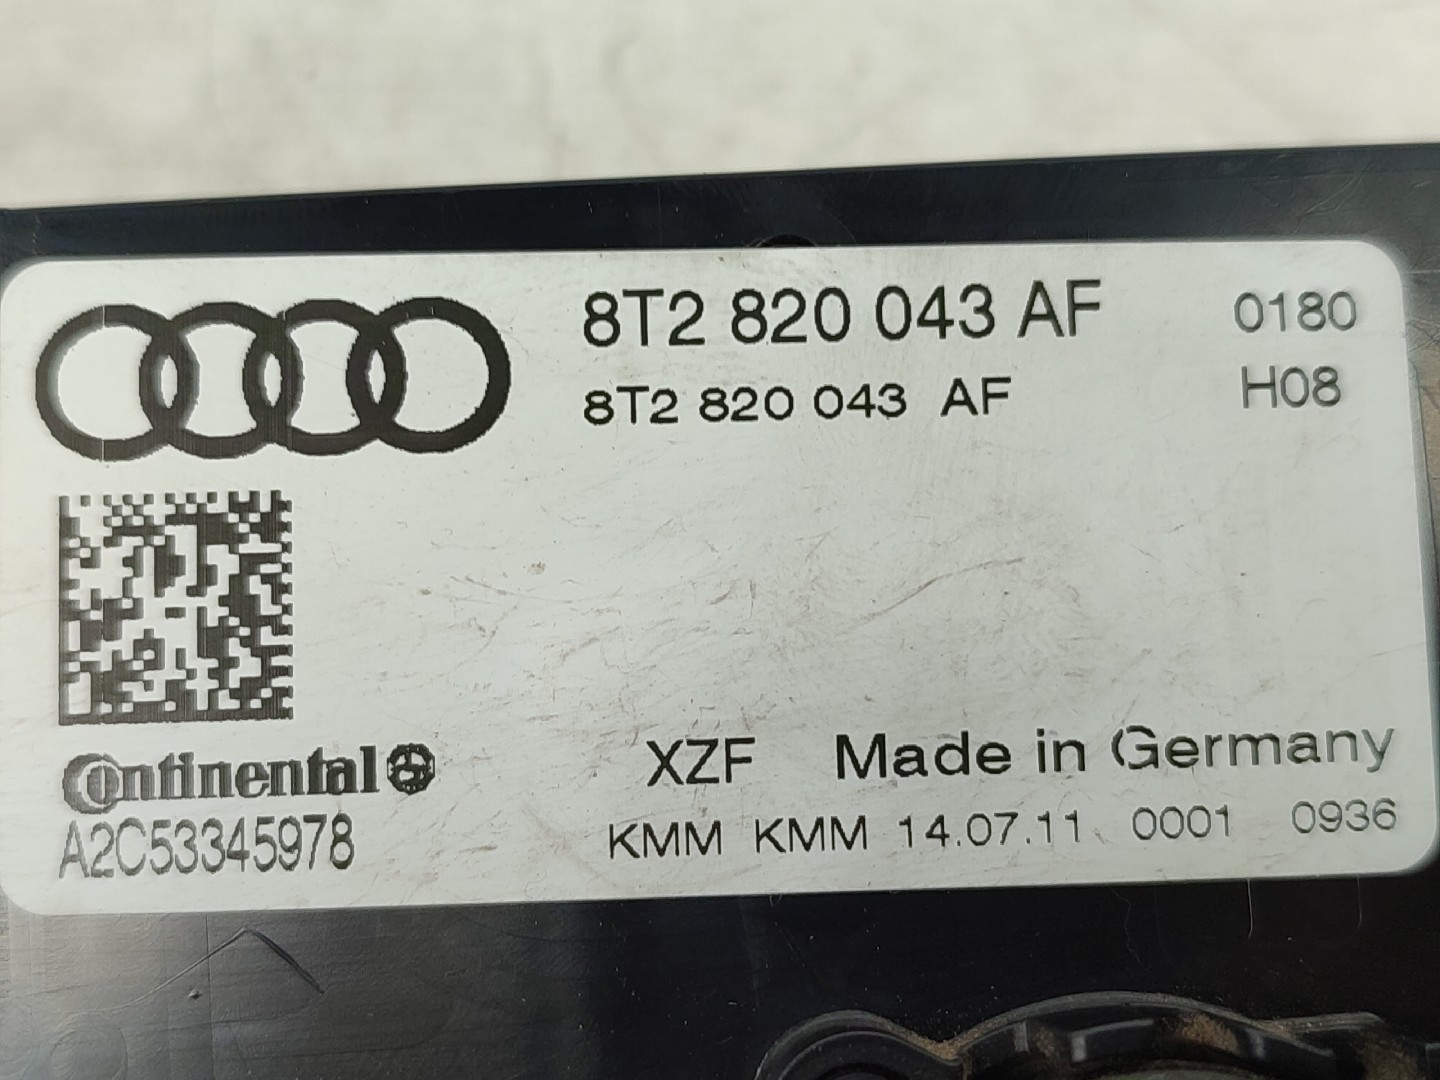 8T2 820 043 AF 0180
8T2 820 043 AF H08
Continental
A2C53345978
XZF Made in Germany
KMM KMM 14.07.11 0001 0936